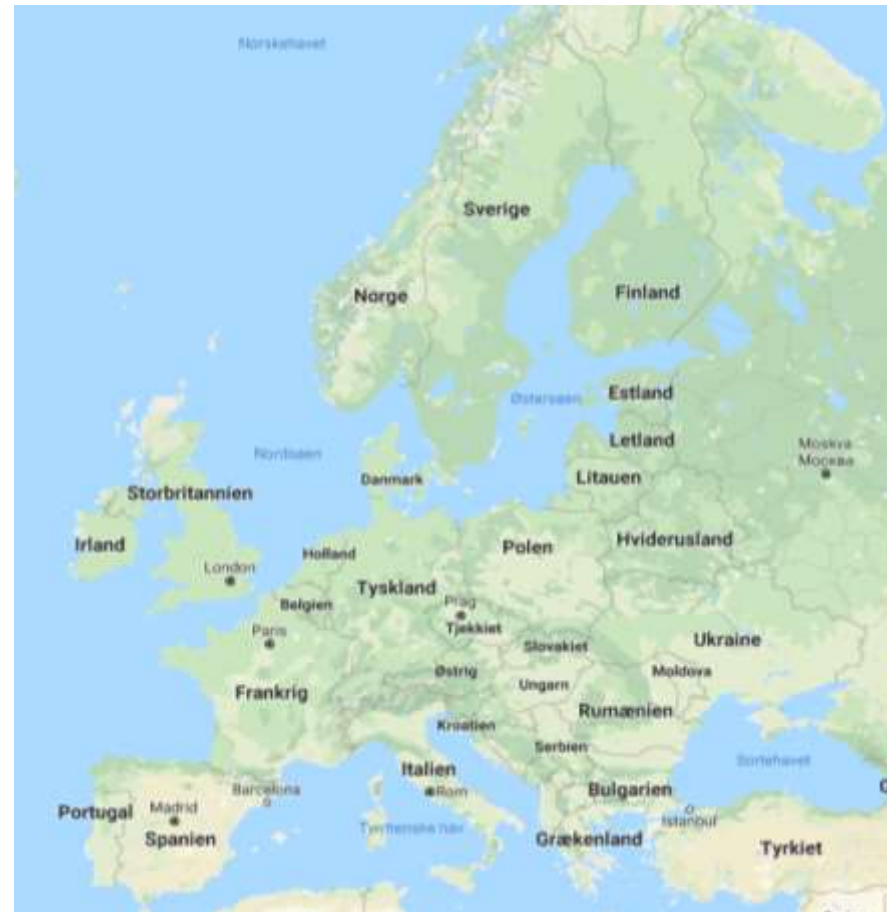 Norskehavet
Sverige
Norge
Finland
Østersøen
Estland
Letland
Nordsøen
Moskva
Москва
Danmark
Litauen
Storbritannien
Irland
Holland
Polen
Hviderusland
London
Tyskland
Belgien
Prag
Paris
Tjekkiet
Slovakiet
Ukraine
Østrig
Moldova
Ungarn
Frankrig
Rumænien
Kroatien
Serbien
Sortehavet
Italien
Barcelona
Rom
Bulgarien
Portugal
Madrid
Istanbul
Tyrrhenske hav
Spanien
Grækenland
Tyrkiet